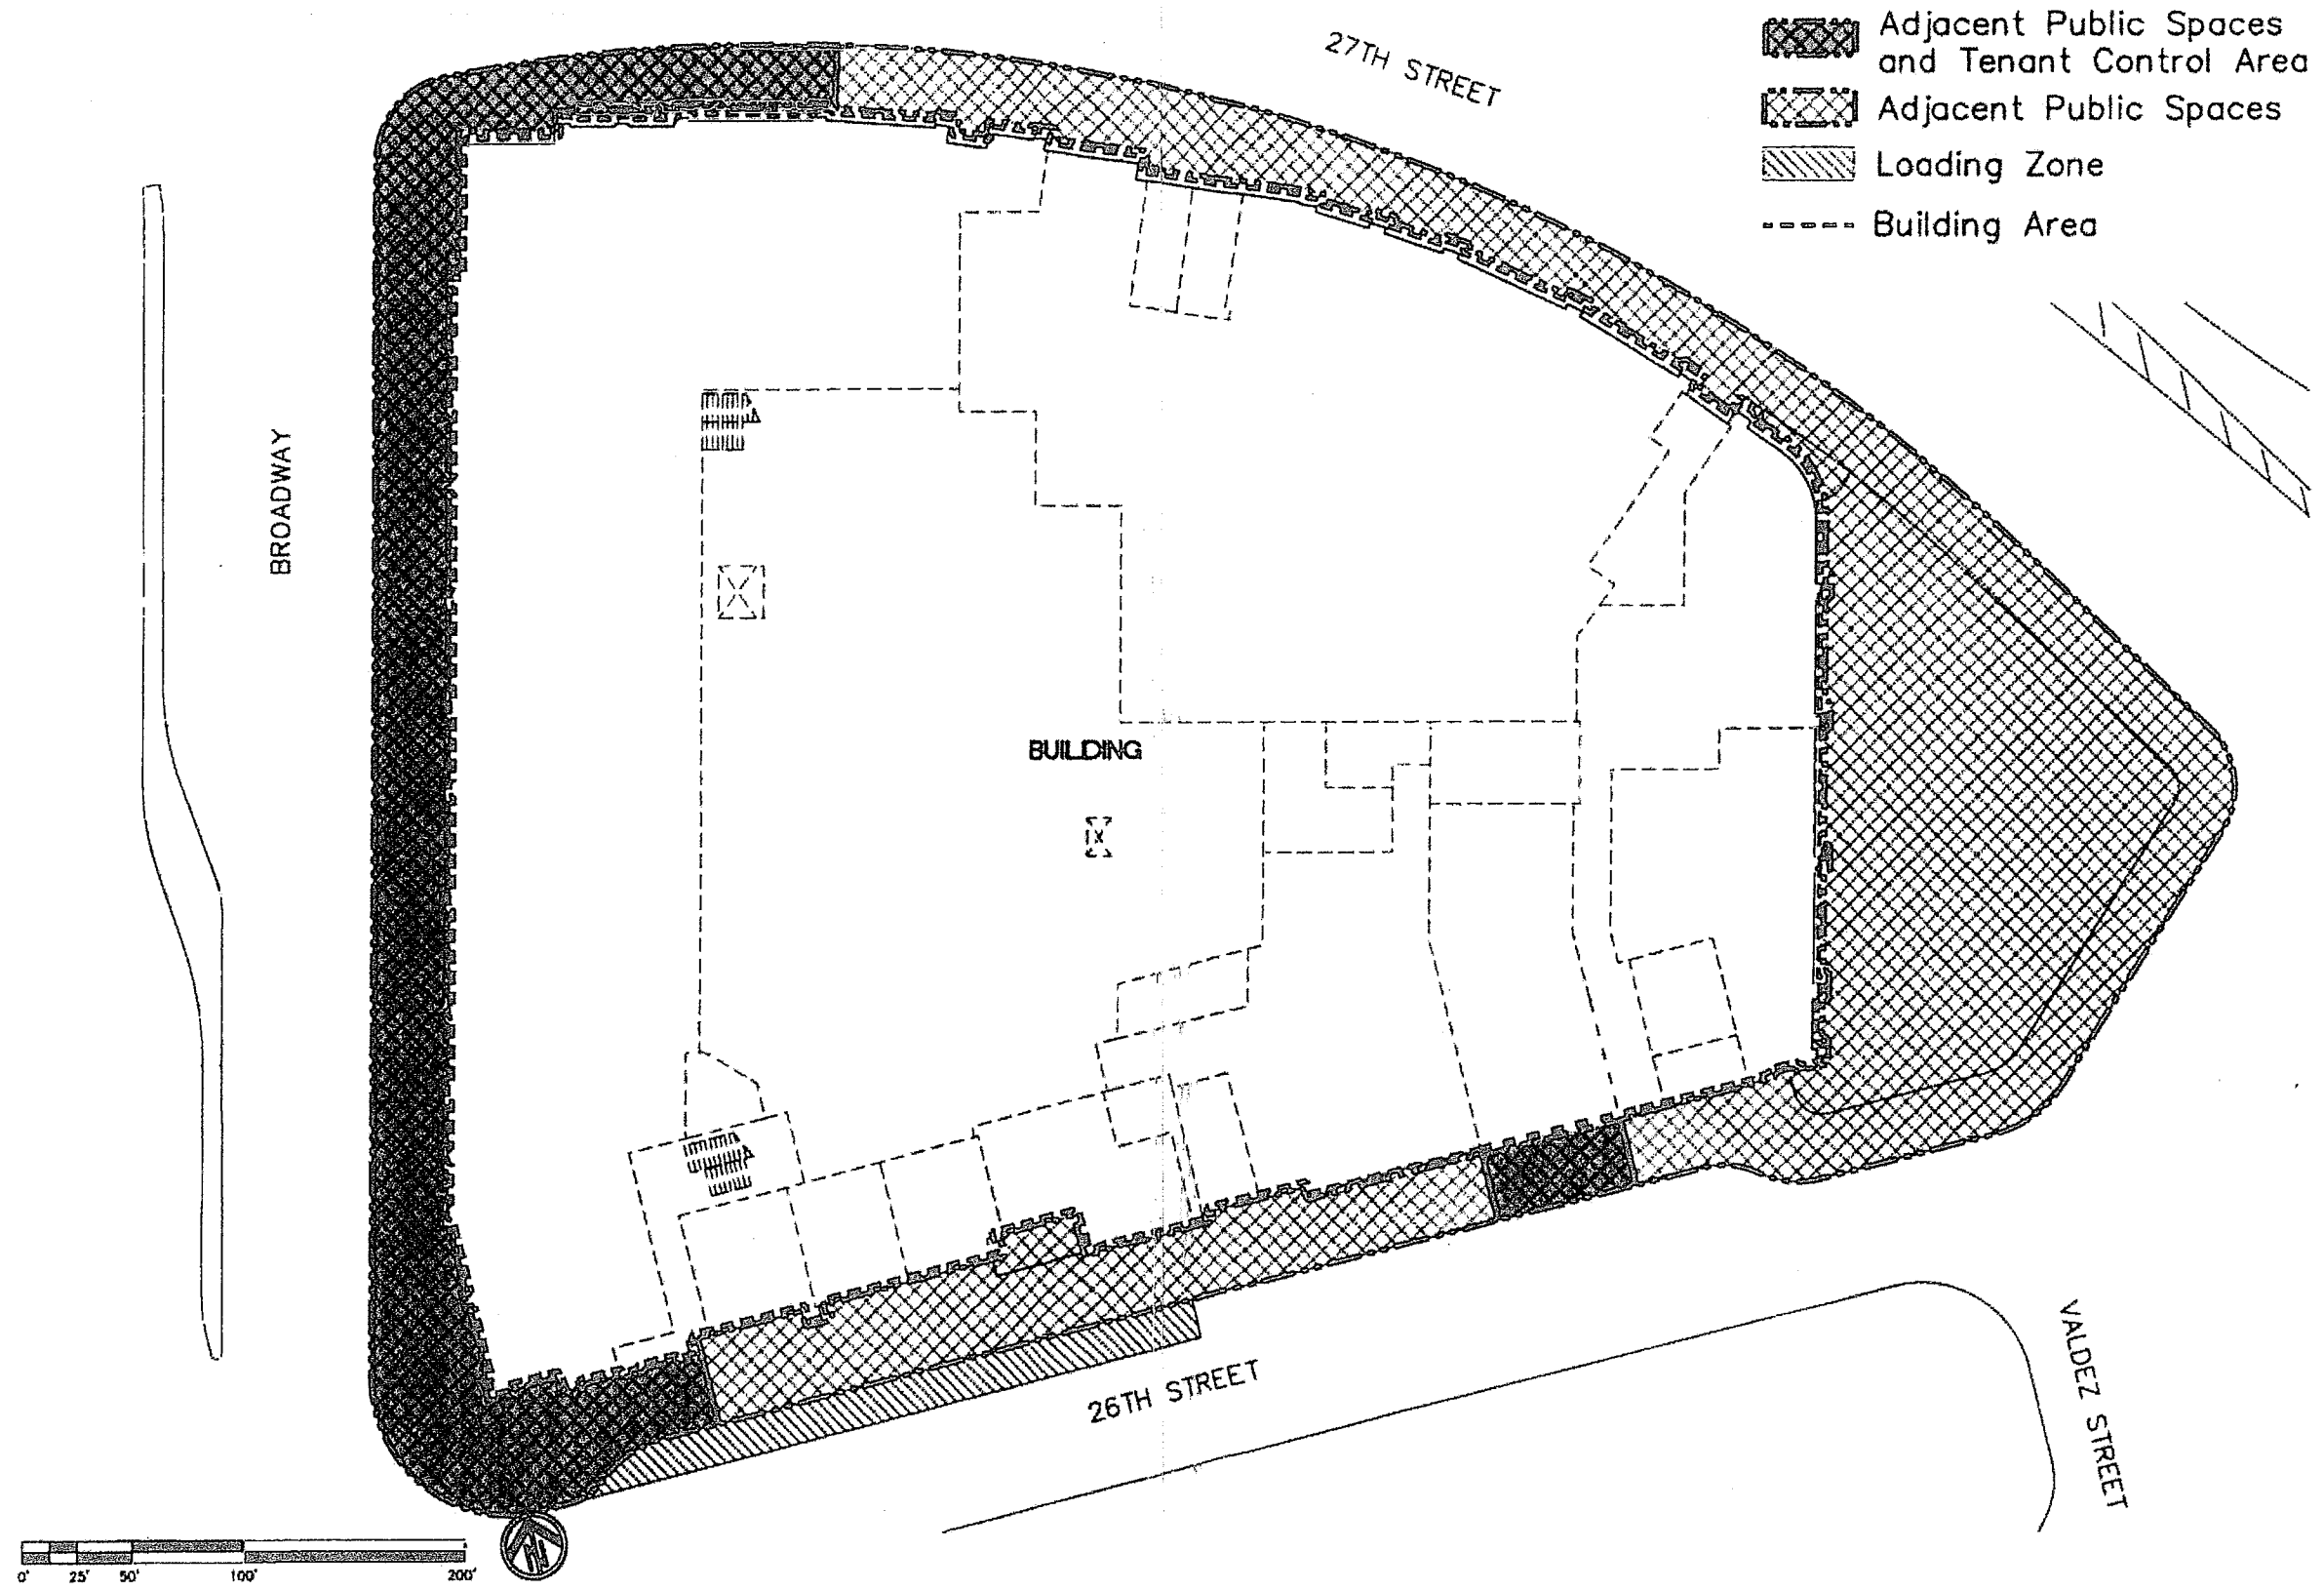 27TH STREET
Adjacent Public Spaces
and Tenant Control Area
Adjacent Public Spaces
Loading Zone
Building Area
BROADWAY
BUILDING
26TH STREET
VALDEZ STREET
0' 25' 50' 100' 200'
N